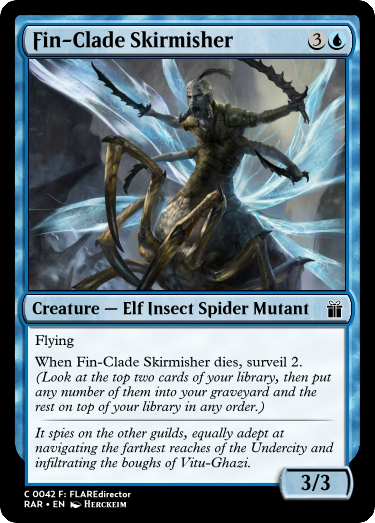 Fin-Clade Skirmisher 3
Creature — Elf Insect Spider Mutant
Flying
When Fin-Clade Skirmisher dies, surveil 2.
(Look at the top two cards of your library, then put
any number of them into your graveyard and the
rest on top of your library in any order.)
It spies on the other guilds, equally adept at
navigating the farthest reaches of the Undercity and
infiltrating the boughs of Vitu-Ghazi.
3/3
C 0042 F: FLAREdirector
RAR • EN Herckeim